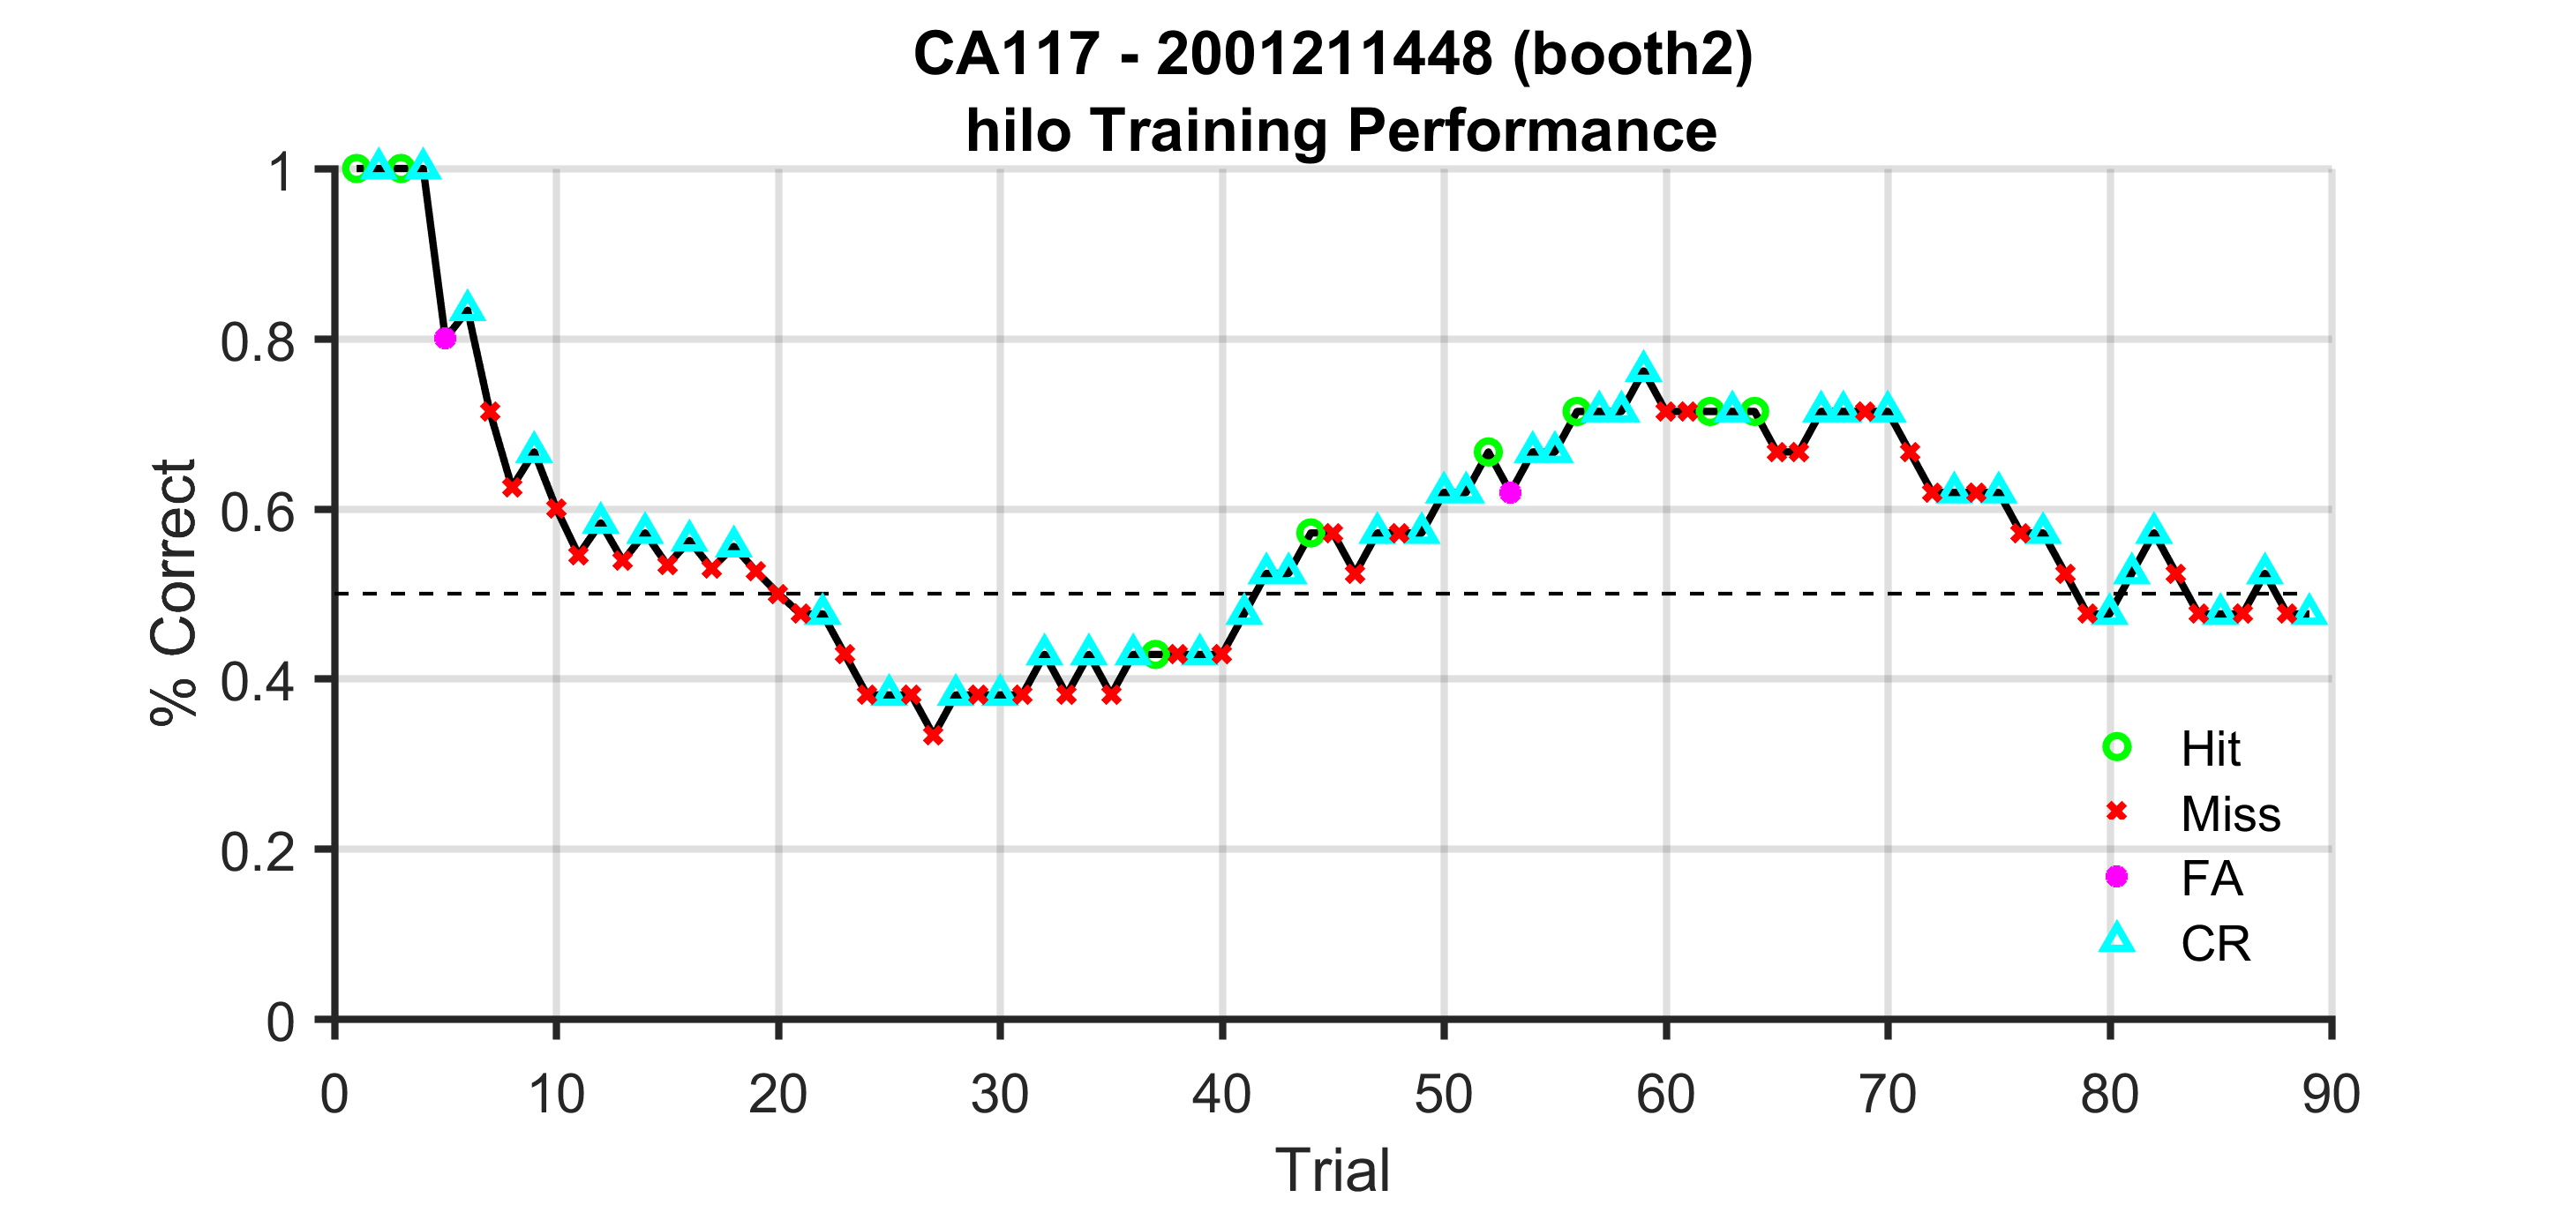 CA117 - 2001211448 (booth2)
hilo Training Performance
% Correct
1
0.8
0.6
0.4
0.2
0
0 10 20 30 40 50 60 70 80 90
Trial
Hit
Miss
FA
CR